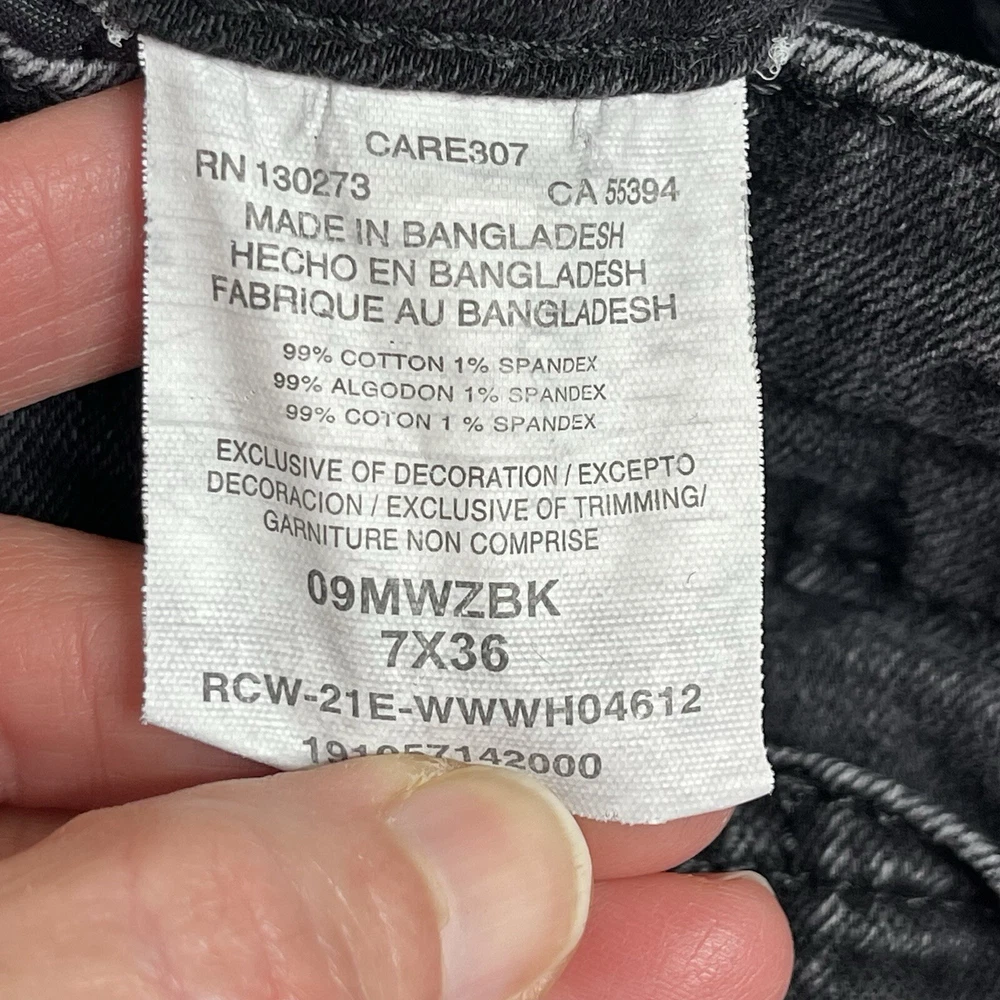 CARE307
RN 130273 CA 55394
MADE IN BANGLADESH
HECHO EN BANGLADESH
FABRIQUE AU BANGLADESH
99% COTTON 1% SPANDEX
99% ALGODON 1% SPANDEX
99% COTON 1 % SPANDEX
EXCLUSIVE OF DECORATION / EXCEPTO
DECORACION / EXCLUSIVE OF TRIMMING/
GARNITURE NON COMPRISE
09MWZBK
7X36
RCW-21E-WWWH04612